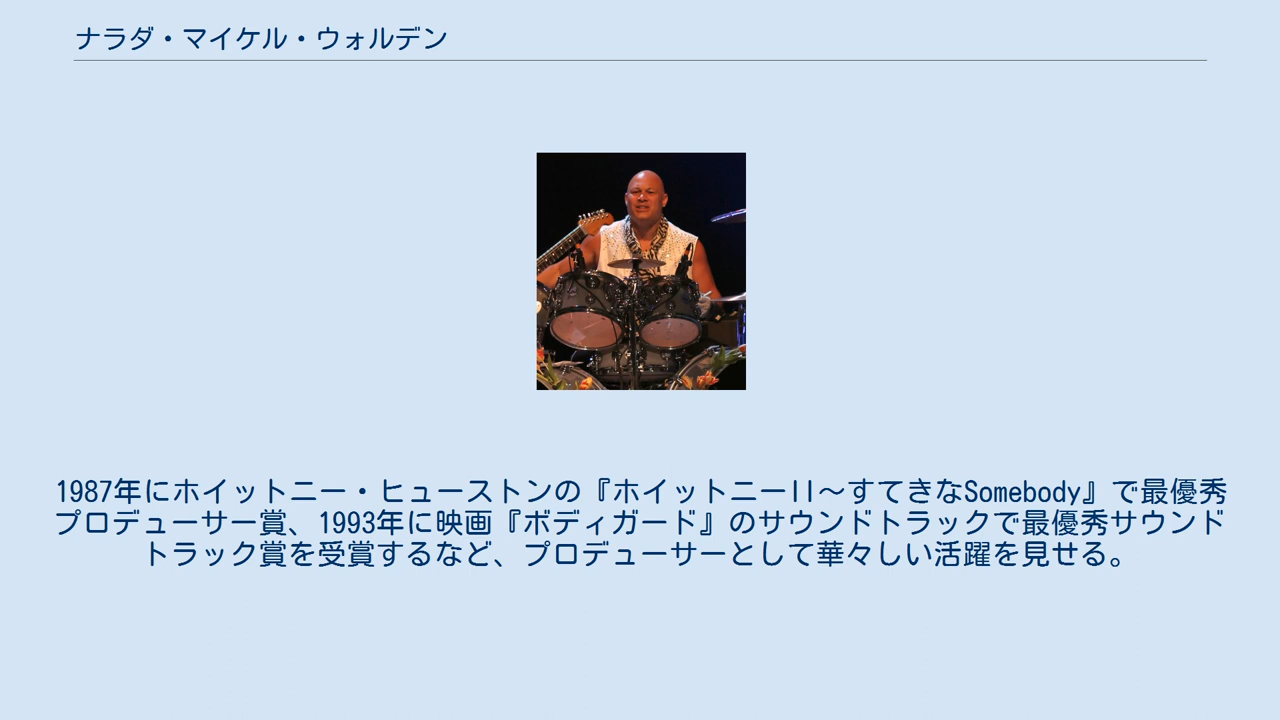 ナラダ・マイケル・ウォルデン
1987年にホイットニー・ヒューストンの『ホイットニーII～すてきなSomebody』で最優秀
プロデューサー賞、1993年に映画『ボディガード』のサウンドトラックで最優秀サウンド
トラック賞を受賞するなど、プロデューサーとして華々しい活躍を見せる。